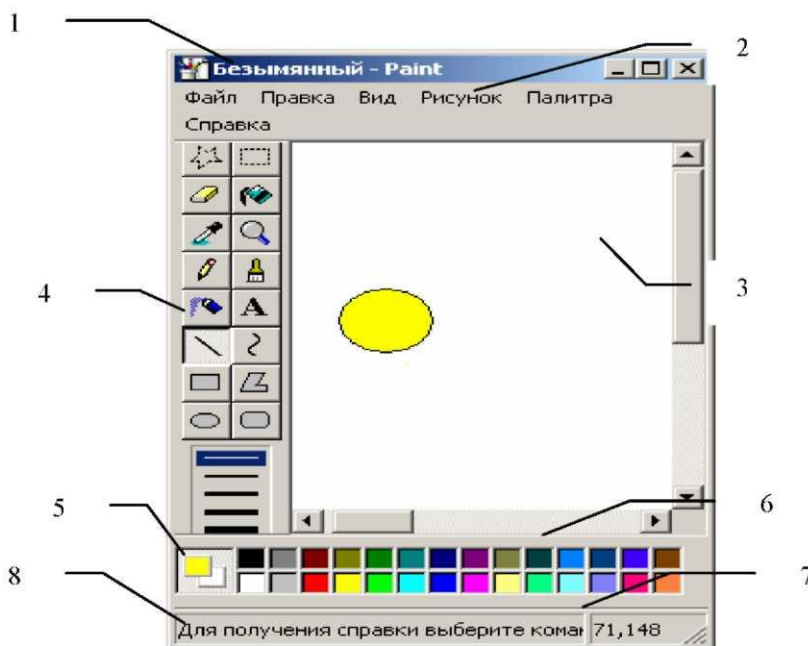 1
2
Безымянный - Paint
Файл Правка Вид Рисунок Палитра
Справка
3
4
A
5
6
7
8
Для получения справки выберите кома
71,148